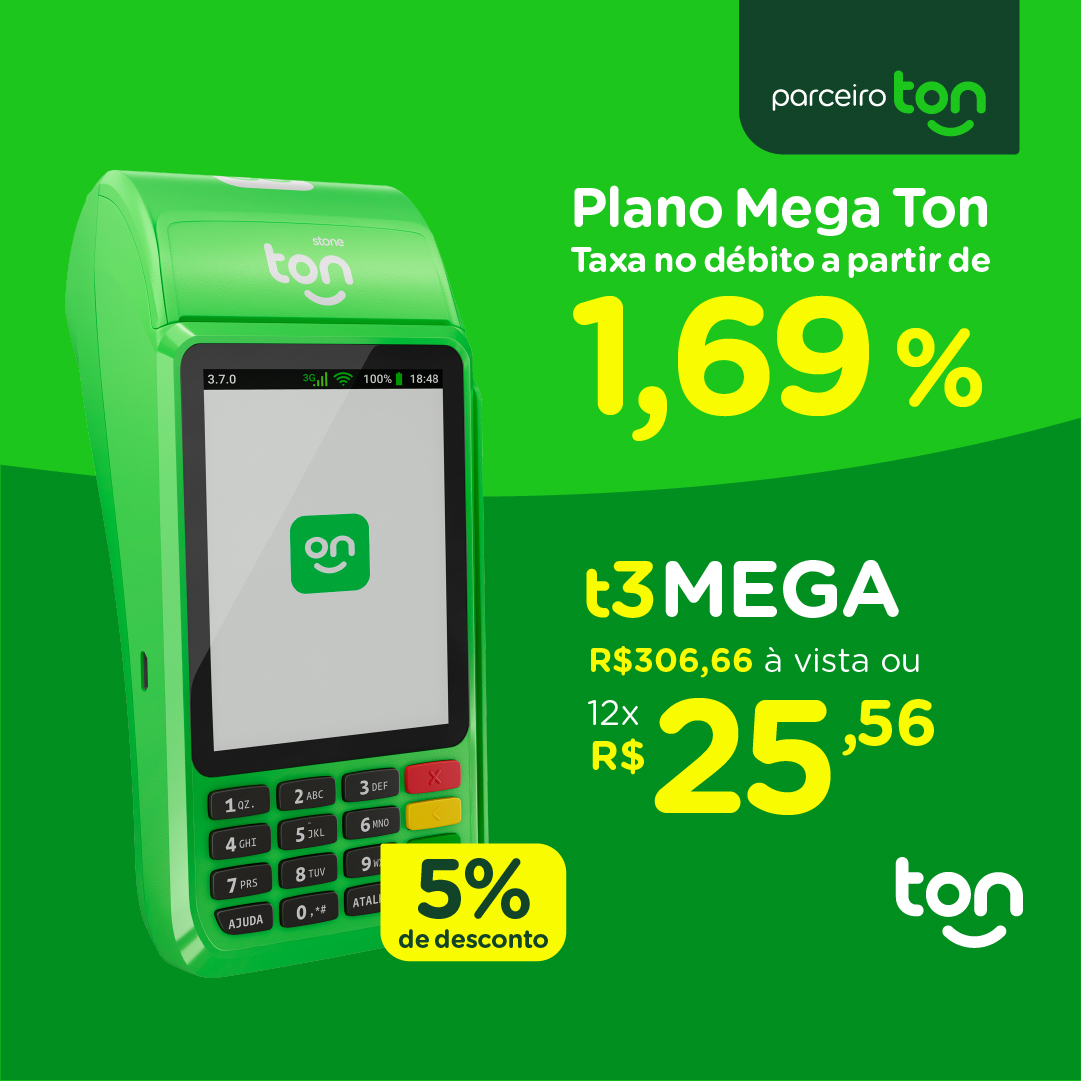 parceiro ton
Plano Mega Ton
Taxa no débito a partir de
1,69 %
stone
ton
3.7.0 3G 100% 18:48
on
t3 MEGA
R$306,66 à vista ou
12x
R$ 25,56
1 QZ. 2 ABC 3 DEF X
4 GHI 5 JKL 6 MNO <
7 PRS 8 TUV 9
AJUDA 0 ,*#
5%
de desconto
ton